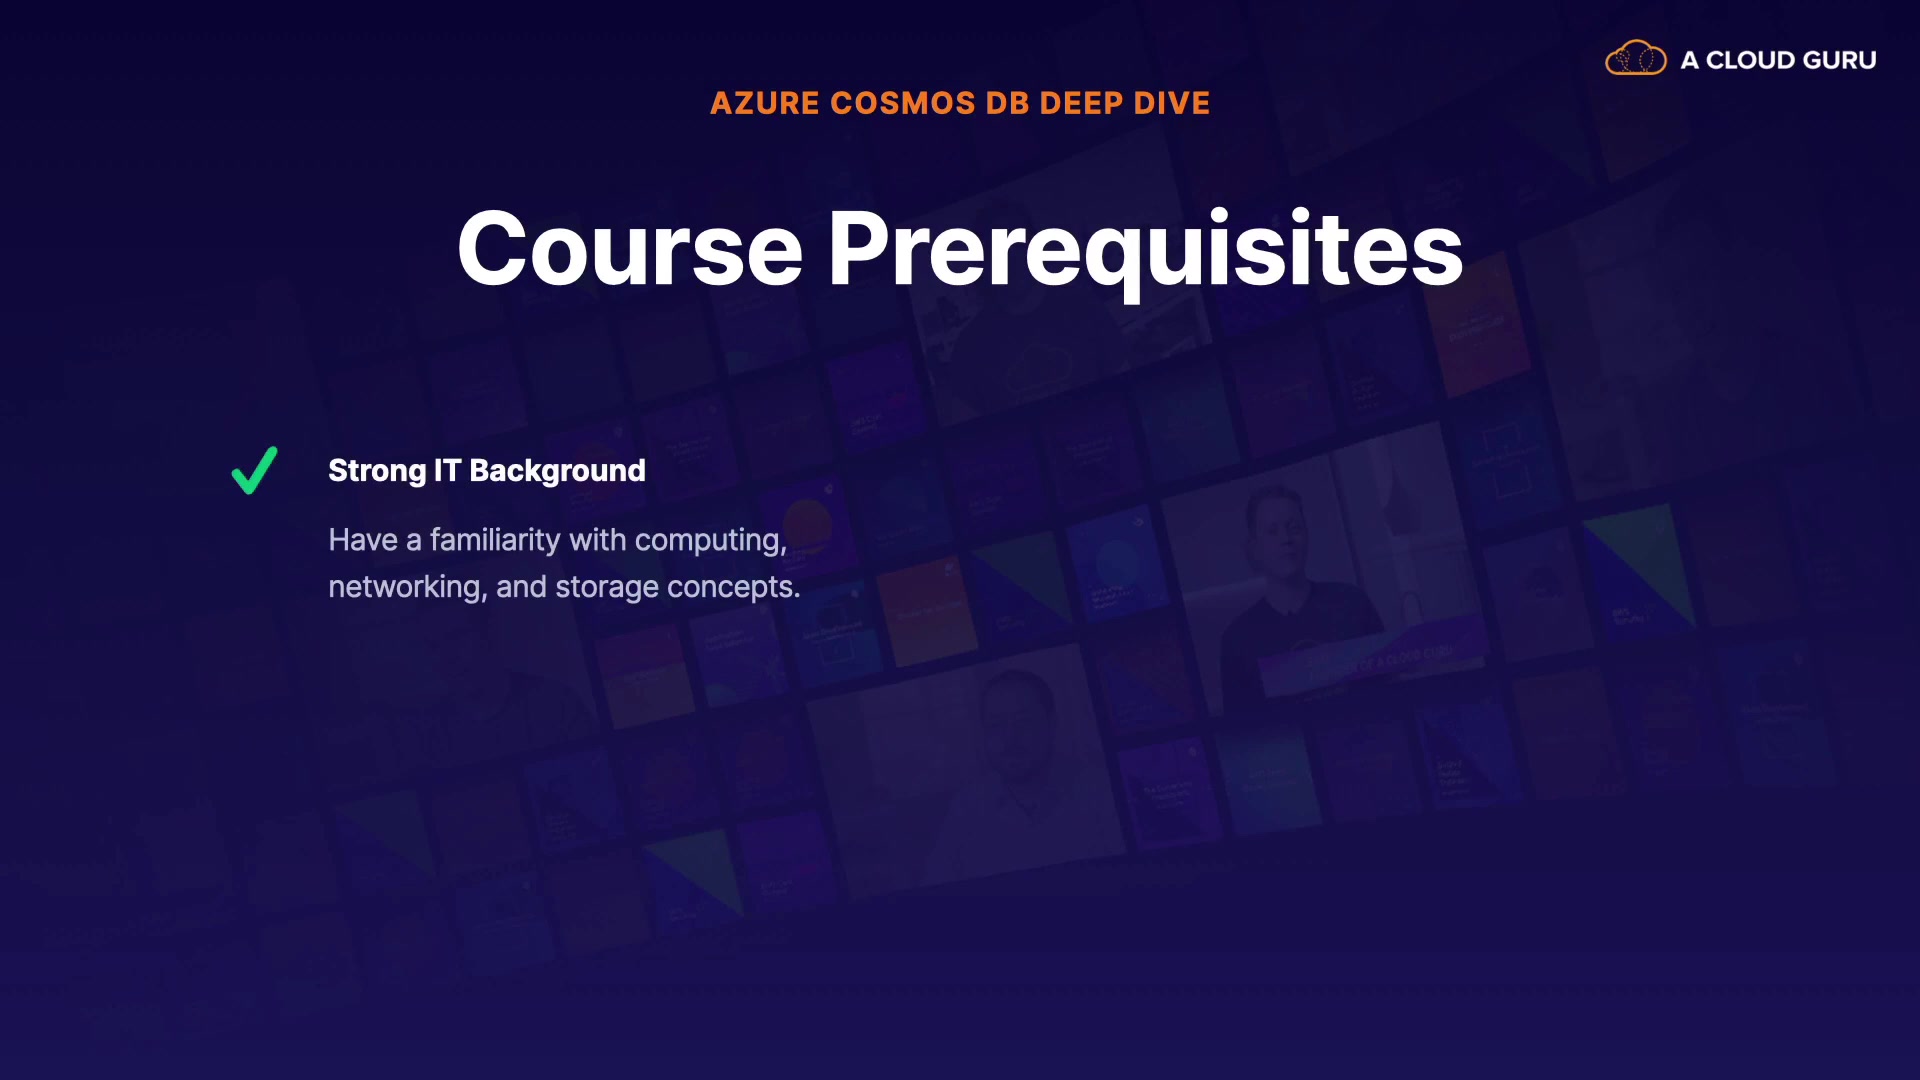 A CLOUD GURU
AZURE COSMOS DB DEEP DIVE
Course Prerequisites
Strong IT Background
Have a familiarity with computing,
networking, and storage concepts.